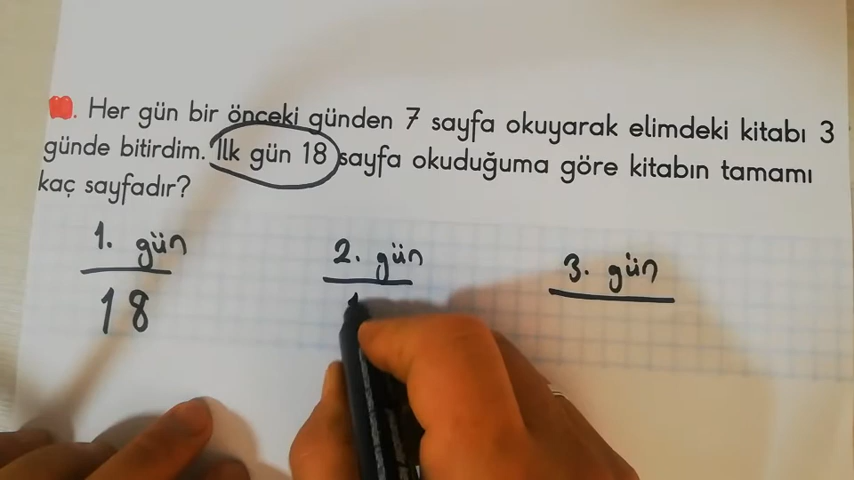 . Her gün bir önceki günden 7 sayfa okuyarak elimdeki kitabı 3
günde bitirdim. İlk gün 18 sayfa okuduğuma göre kitabın tamamı
kaç sayfadır?
1. gün 2. gün 3. gün
18